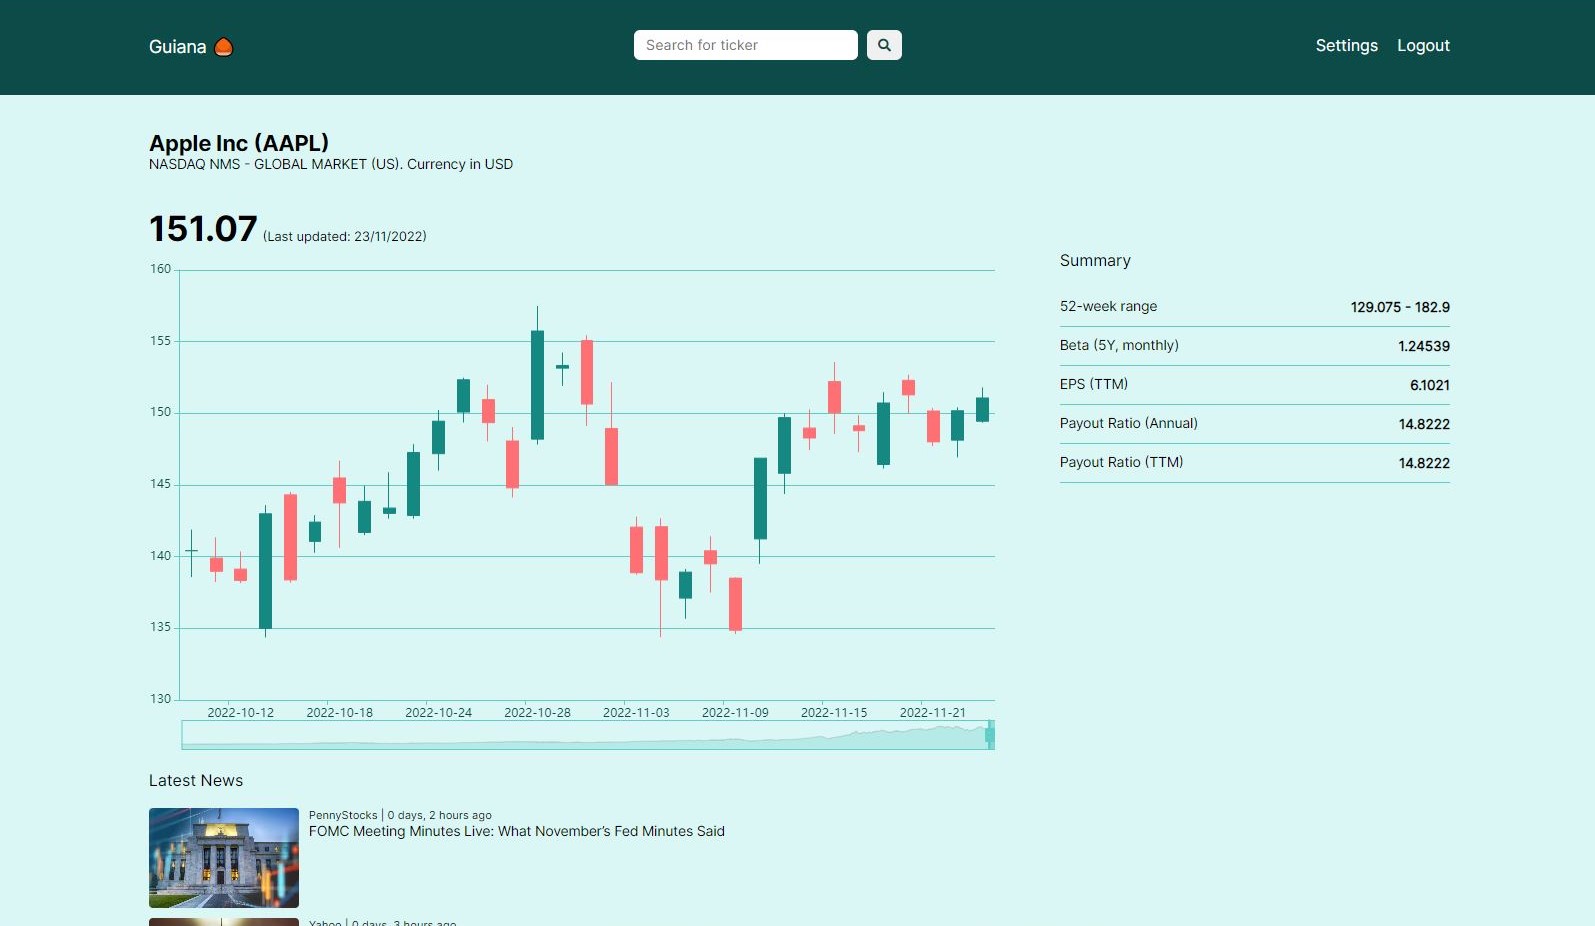 Guiana
Search for ticker
Settings
Logout
Apple Inc (AAPL)
NASDAQ NMS - GLOBAL MARKET (US). Currency in USD
151.07 (Last updated: 23/11/2022)
160
155
150
145
140
135
130
2022-10-12
2022-10-18
2022-10-24
2022-10-28
2022-11-03
2022-11-09
2022-11-15
2022-11-21
Summary
52-week range 129.075 - 182.9
Beta (5Y, monthly) 1.24539
EPS (TTM) 6.1021
Payout Ratio (Annual) 14.8222
Payout Ratio (TTM) 14.8222
Latest News
PennyStocks | 0 days, 2 hours ago
FOMC Meeting Minutes Live: What November’s Fed Minutes Said
Yahoo | 0 days, 3 hours ago